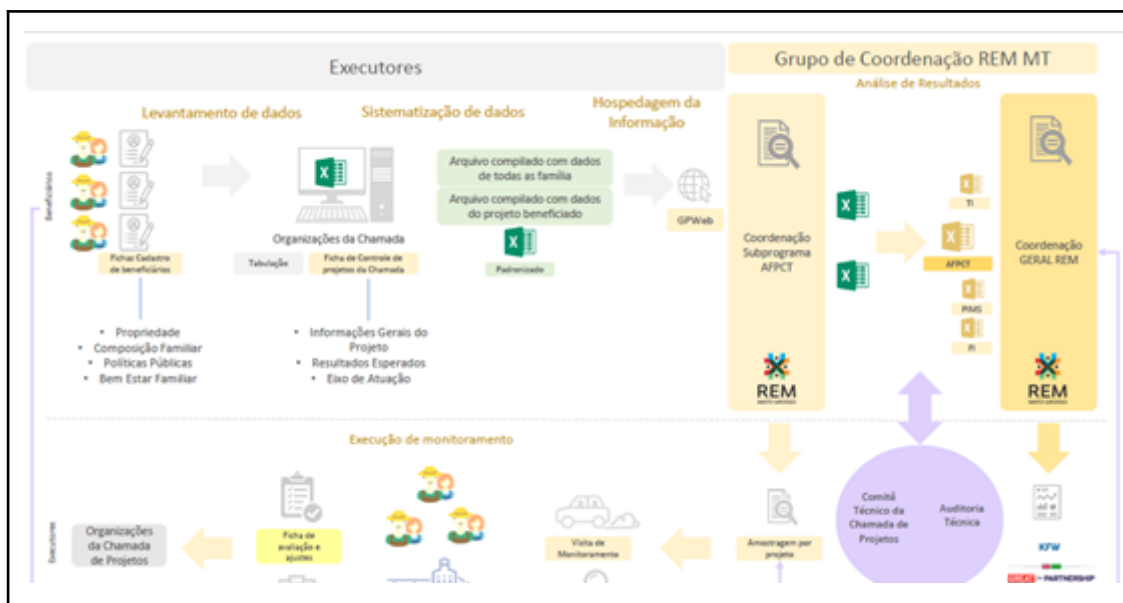 Executores
Grupo de Coordenação REM MT
Análise de Resultados
Levantamento de dados
Sistematização de dados
Hospedagem da
Informação
Beneficiários
Fichas Cadastro
de beneficiários
Organizações da Chamada
Tabulação
Ficha de Controle de
projetos da Chamada
Arquivo compilado com dados
de todas as família
Arquivo compilado com dados
do projeto beneficiado
Padronizado
GPWeb
Coordenação
Subprograma
AFPCT
REM
TI
AFPCT
PIMS
PI
Coordenação
GERAL REM
REM
• Propriedade
• Composição Familiar
• Políticas Públicas
• Bem Estar Familiar
• Informações Gerais do
Projeto
• Resultados Esperados
• Eixo de Atuação
Execução de monitoramento
Executores
Organizações
da Chamada
de Projetos
Ficha de
avaliação e
ajustes
Visita de
Monitoramento
Amostragem por
projeto
Comitê
Técnico da
Chamada de
Projetos
Auditoria
Técnica
KFW
PARTNERSHIP